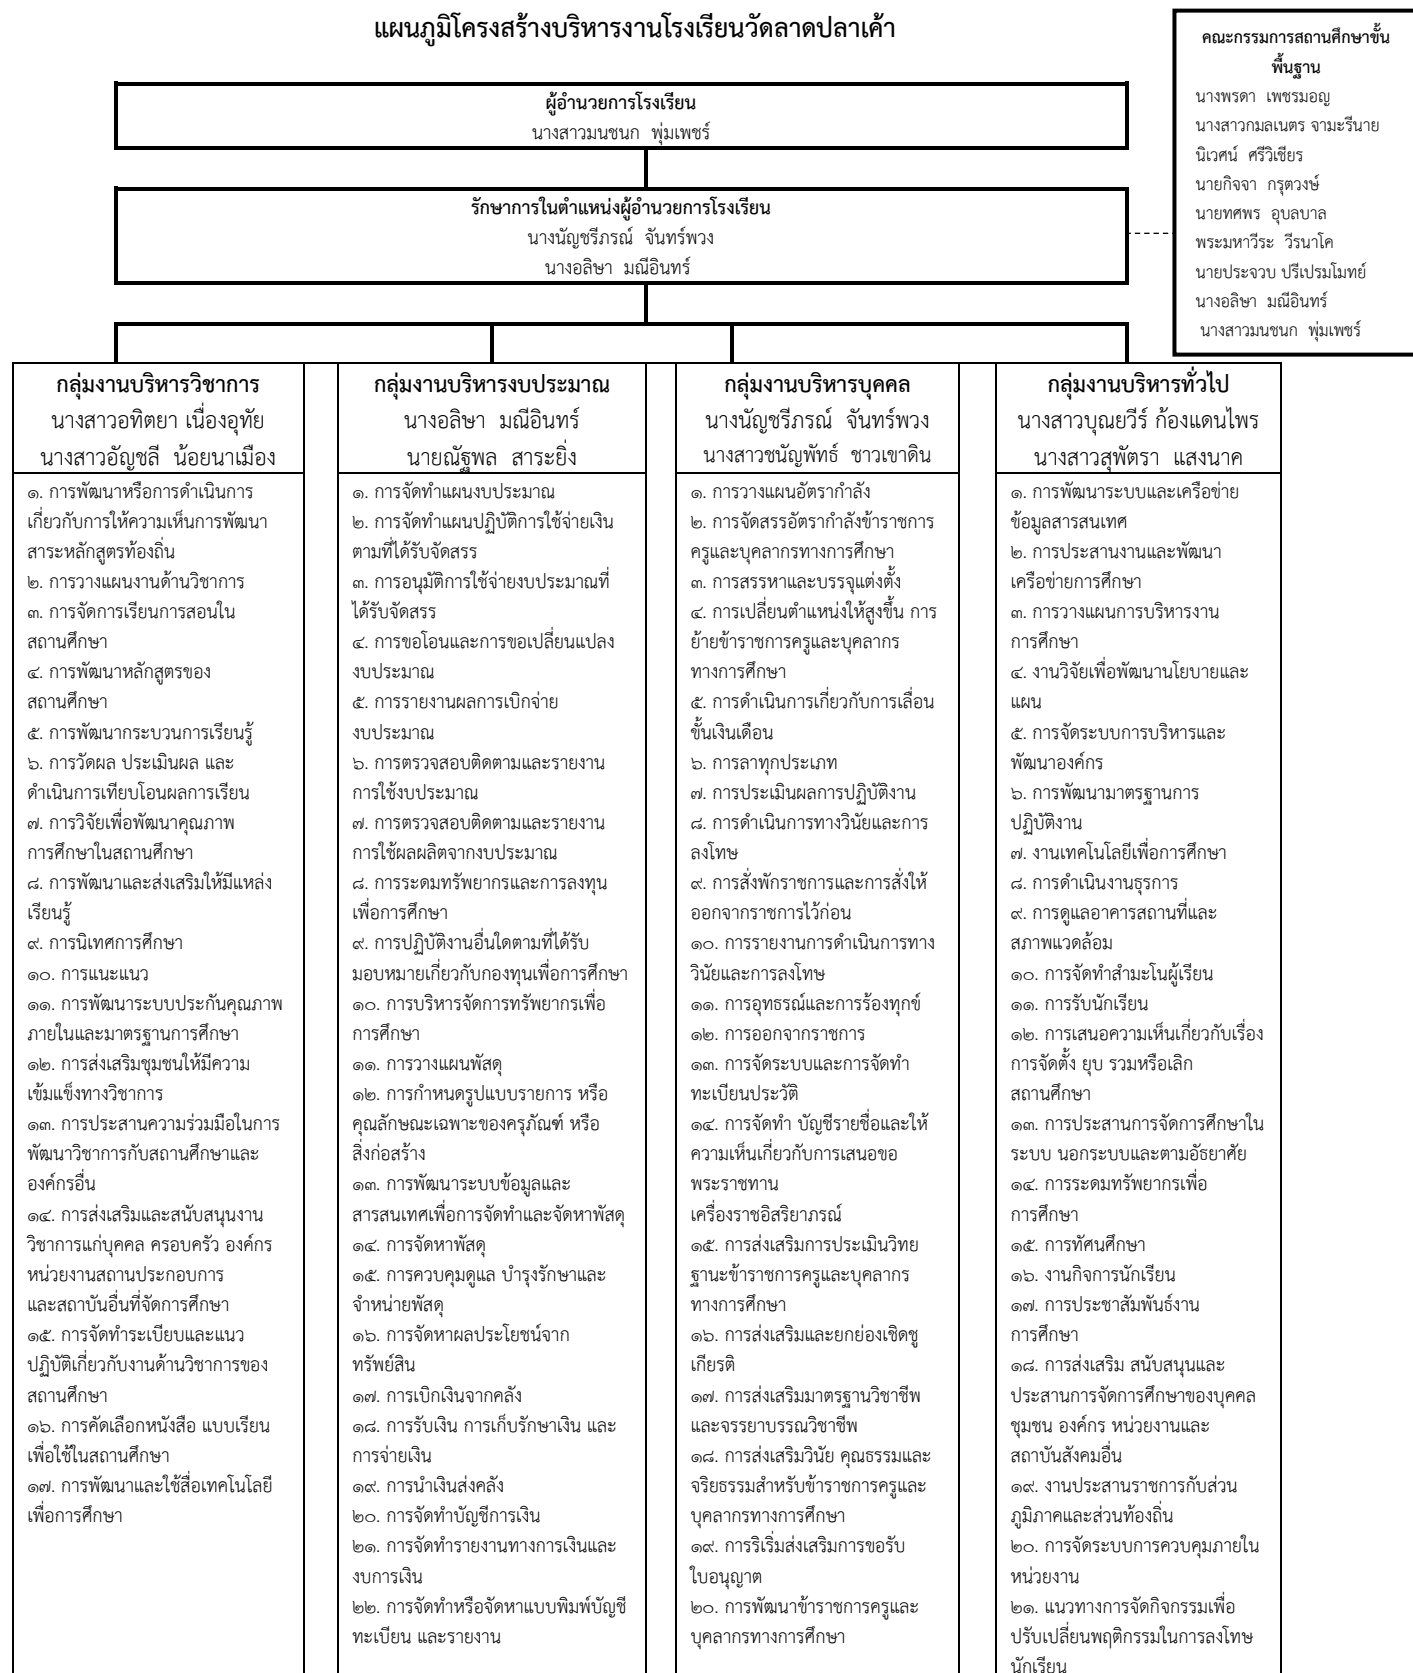 แผนภูมิโครงสร้างบริหารงานโรงเรียนวัดลาดปลาเค้า
คณะกรรมการสถานศึกษาขั้น
พื้นฐาน
นางพรดา เพชรมอญ
นางสาวกมลเนตร จามะรีนาย
นิเวศน์ ศรีวิเชียร
นายกิจจา กรุตวงษ์
นายทศพร อุบลบาล
พระมหาวีระ วีรนาโค
นายประจวบ ปรีเปรมโมทย์
นางอลิษา มณีอินทร์
นางสาวมนชนก พุ่มเพชร์
ผู้อำนวยการโรงเรียน
นางสาวมนชนก พุ่มเพชร์
รักษาการในตำแหน่งผู้อำนวยการโรงเรียน
นางนัญชรีภรณ์ จันทร์พวง
นางอลิษา มณีอินทร์
กลุ่มงานบริหารวิชาการ
นางสาวอทิตยา เนื่องอุทัย
นางสาวอัญชลี น้อยนาเมือง
๑. การพัฒนาหรือการดำเนินการ
เกี่ยวกับการให้ความเห็นการพัฒนา
สาระหลักสูตรท้องถิ่น
๒. การวางแผนงานด้านวิชาการ
๓. การจัดการเรียนการสอนใน
สถานศึกษา
๔. การพัฒนาหลักสูตรของ
สถานศึกษา
๕. การพัฒนากระบวนการเรียนรู้
๖. การวัดผล ประเมินผล และ
ดำเนินการเทียบโอนผลการเรียน
๗. การวิจัยเพื่อพัฒนาคุณภาพ
การศึกษาในสถานศึกษา
๘. การพัฒนาและส่งเสริมให้มีแหล่ง
เรียนรู้
๙. การนิเทศการศึกษา
๑๐. การแนะแนว
๑๑. การพัฒนาระบบประกันคุณภาพ
ภายในและมาตรฐานการศึกษา
๑๒. การส่งเสริมชุมชนให้มีความ
เข้มแข็งทางวิชาการ
๑๓. การประสานความร่วมมือในการ
พัฒนาวิชาการกับสถานศึกษาและ
องค์กรอื่น
๑๔. การส่งเสริมและสนับสนุนงาน
วิชาการแก่บุคคล ครอบครัว องค์กร
หน่วยงานสถานประกอบการ
และสถาบันอื่นที่จัดการศึกษา
๑๕. การจัดทำระเบียบและแนว
ปฏิบัติเกี่ยวกับงานด้านวิชาการของ
สถานศึกษา
๑๖. การคัดเลือกหนังสือ แบบเรียน
เพื่อใช้ในสถานศึกษา
๑๗. การพัฒนาและใช้สื่อเทคโนโลยี
เพื่อการศึกษา
กลุ่มงานบริหารงบประมาณ
นางอลิษา มณีอินทร์
นายณัฐพล สาระยิ่ง
๑. การจัดทำแผนงบประมาณ
๒. การจัดทำแผนปฏิบัติการใช้จ่ายเงิน
ตามที่ได้รับจัดสรร
๓. การอนุมัติการใช้จ่ายงบประมาณที่
ได้รับจัดสรร
๔. การขอโอนและการขอเปลี่ยนแปลง
งบประมาณ
๕. การรายงานผลการเบิกจ่าย
งบประมาณ
๖. การตรวจสอบติดตามและรายงาน
การใช้งบประมาณ
๗. การตรวจสอบติดตามและรายงาน
การใช้ผลผลิตจากงบประมาณ
๘. การระดมทรัพยากรและการลงทุน
เพื่อการศึกษา
๙. การปฏิบัติงานอื่นใดตามที่ได้รับ
มอบหมายเกี่ยวกับกองทุนเพื่อการศึกษา
๑๐. การบริหารจัดการทรัพยากรเพื่อ
การศึกษา
๑๑. การวางแผนพัสดุ
๑๒. การกำหนดรูปแบบรายการ หรือ
คุณลักษณะเฉพาะของครุภัณฑ์ หรือ
สิ่งก่อสร้าง
๑๓. การพัฒนาระบบข้อมูลและ
สารสนเทศเพื่อการจัดทำและจัดหาพัสดุ
๑๔. การจัดหาพัสดุ
๑๕. การควบคุมดูแล บำรุงรักษาและ
จำหน่ายพัสดุ
๑๖. การจัดหาผลประโยชน์จาก
ทรัพย์สิน
๑๗. การเบิกเงินจากคลัง
๑๘. การรับเงิน การเก็บรักษาเงิน และ
การจ่ายเงิน
๑๙. การนำเงินส่งคลัง
๒๐. การจัดทำบัญชีการเงิน
๒๑. การจัดทำรายงานทางการเงินและ
งบการเงิน
๒๒. การจัดทำหรือจัดหาแบบพิมพ์บัญชี
ทะเบียน และรายงาน
กลุ่มงานบริหารบุคคล
นางนัญชรีภรณ์ จันทร์พวง
นางสาวชนัญพัทธ์ ชาวเขาดิน
๑. การวางแผนอัตรากำลัง
๒. การจัดสรรอัตรากำลังข้าราชการ
ครูและบุคลากรทางการศึกษา
๓. การสรรหาและบรรจุแต่งตั้ง
๔. การเปลี่ยนตำแหน่งให้สูงขึ้น การ
ย้ายข้าราชการครูและบุคลากร
ทางการศึกษา
๕. การดำเนินการเกี่ยวกับการเลื่อน
ขั้นเงินเดือน
๖. การลาทุกประเภท
๗. การประเมินผลการปฏิบัติงาน
๘. การดำเนินการทางวินัยและการ
ลงโทษ
๙. การสั่งพักราชการและการสั่งให้
ออกจากราชการไว้ก่อน
๑๐. การรายงานการดำเนินการทาง
วินัยและการลงโทษ
๑๑. การอุทธรณ์และการร้องทุกข์
๑๒. การออกจากราชการ
๑๓. การจัดระบบและการจัดทำ
ทะเบียนประวัติ
๑๔. การจัดทำ บัญชีรายชื่อและให้
ความเห็นเกี่ยวกับการเสนอขอ
พระราชทาน
เครื่องราชอิสริยาภรณ์
๑๕. การส่งเสริมการประเมินวิทย
ฐานะข้าราชการครูและบุคลากร
ทางการศึกษา
๑๖. การส่งเสริมและยกย่องเชิดชู
เกียรติ
๑๗. การส่งเสริมมาตรฐานวิชาชีพ
และจรรยาบรรณวิชาชีพ
๑๘. การส่งเสริมวินัย คุณธรรมและ
จริยธรรมสำหรับข้าราชการครูและ
บุคลากรทางการศึกษา
๑๙. การริเริ่มส่งเสริมการขอรับ
ใบอนุญาต
๒๐. การพัฒนาข้าราชการครูและ
บุคลากรทางการศึกษา
กลุ่มงานบริหารทั่วไป
นางสาวบุณยวีร์ ก้องแดนไพร
นางสาวสุพัตรา แสงนาค
๑. การพัฒนาระบบและเครือข่าย
ข้อมูลสารสนเทศ
๒. การประสานงานและพัฒนา
เครือข่ายการศึกษา
๓. การวางแผนการบริหารงาน
การศึกษา
๔. งานวิจัยเพื่อพัฒนานโยบายและ
แผน
๕. การจัดระบบการบริหารและ
พัฒนาองค์กร
๖. การพัฒนามาตรฐานการ
ปฏิบัติงาน
๗. งานเทคโนโลยีเพื่อการศึกษา
๘. การดำเนินงานธุรการ
๙. การดูแลอาคารสถานที่และ
สภาพแวดล้อม
๑๐. การจัดทำสำมะโนผู้เรียน
๑๑. การรับนักเรียน
๑๒. การเสนอความเห็นเกี่ยวกับเรื่อง
การจัดตั้ง ยุบ รวมหรือเลิก
สถานศึกษา
๑๓. การประสานการจัดการศึกษาใน
ระบบ นอกระบบและตามอัธยาศัย
๑๔. การระดมทรัพยากรเพื่อ
การศึกษา
๑๕. การทัศนศึกษา
๑๖. งานกิจการนักเรียน
๑๗. การประชาสัมพันธ์งาน
การศึกษา
๑๘. การส่งเสริม สนับสนุนและ
ประสานการจัดการศึกษาของบุคคล
ชุมชน องค์กร หน่วยงานและ
สถาบันสังคมอื่น
๑๙. งานประสานราชการกับส่วน
ภูมิภาคและส่วนท้องถิ่น
๒๐. การจัดระบบการควบคุมภายใน
หน่วยงาน
๒๑. แนวทางการจัดกิจกรรมเพื่อ
ปรับเปลี่ยนพฤติกรรมในการลงโทษ
นักเรียน